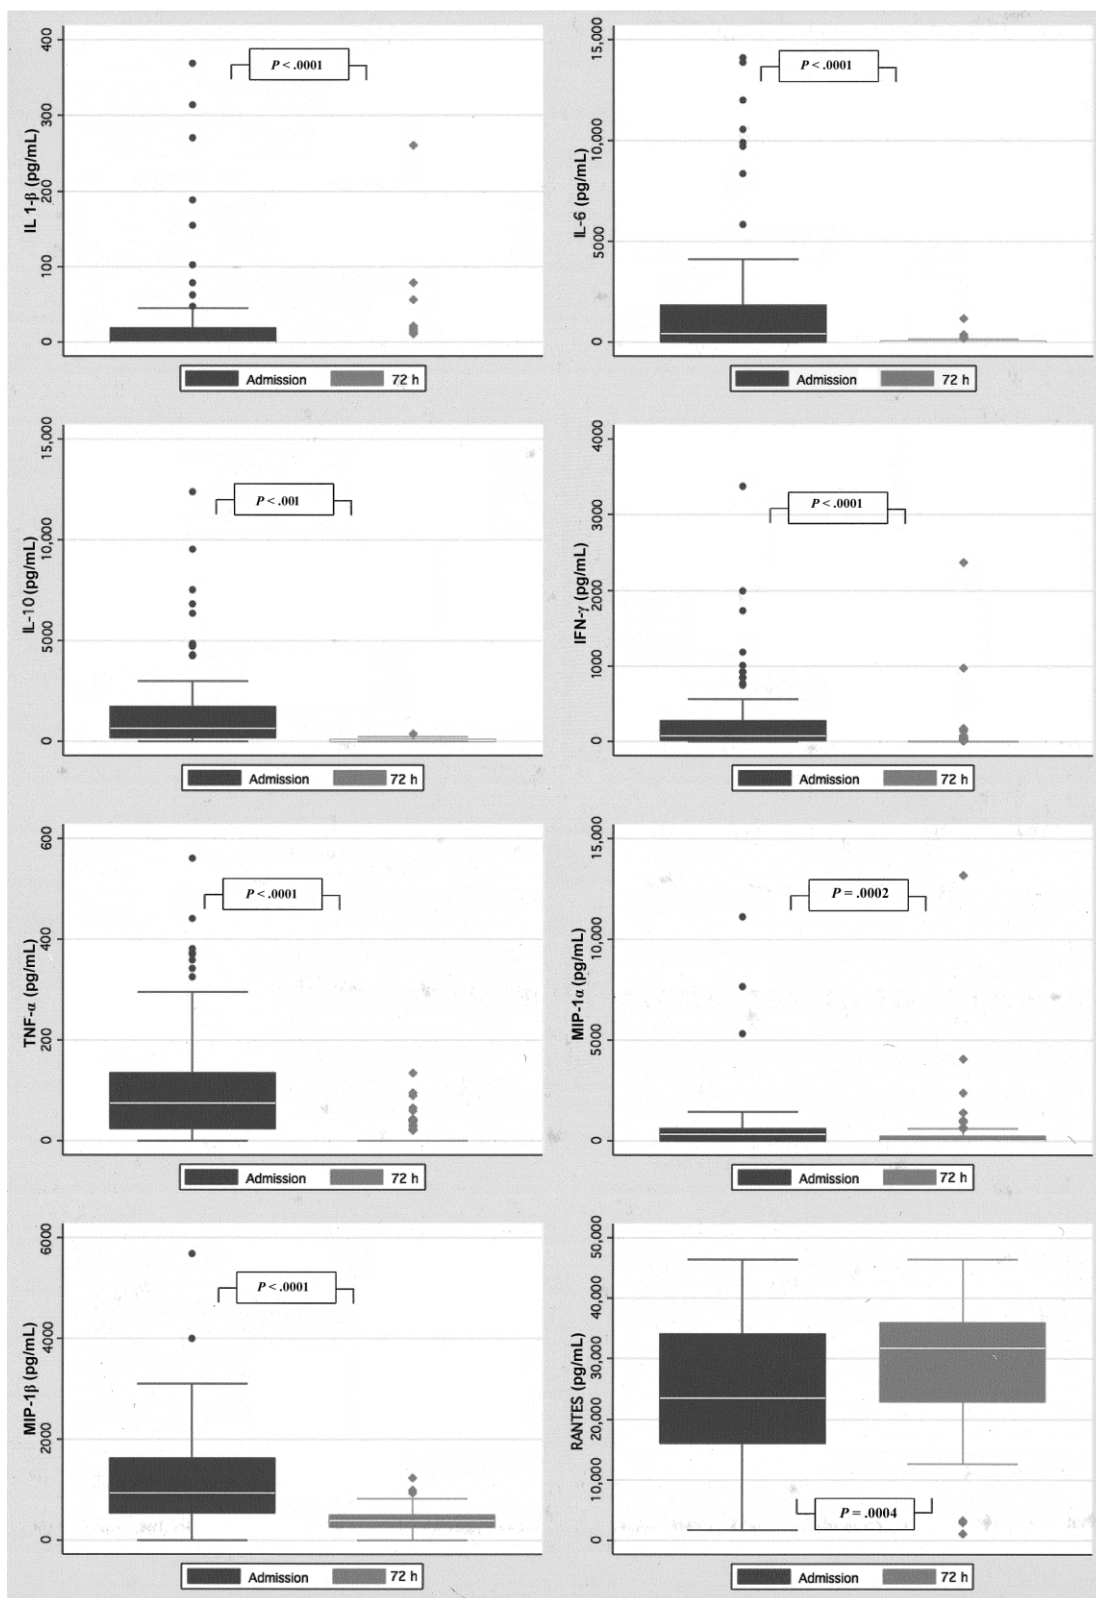 IL 1-β (pg/mL)
400
300
200
100
0
P < .0001
Admission
72 h
IL-6 (pg/mL)
15,000
10,000
5000
0
P < .0001
Admission
72 h
IL-10 (pg/mL)
15,000
10,000
5000
0
P < .001
Admission
72 h
IFN-γ (pg/mL)
4000
3000
2000
1000
0
P < .0001
Admission
72 h
TNF-α (pg/mL)
600
400
200
0
P < .0001
Admission
72 h
MIP-1α (pg/mL)
15,000
10,000
5000
0
P = .0002
Admission
72 h
MIP-1β (pg/mL)
6000
4000
2000
0
P < .0001
Admission
72 h
RANTES (pg/mL)
50,000
40,000
30,000
20,000
10,000
0
P = .0004
Admission
72 h